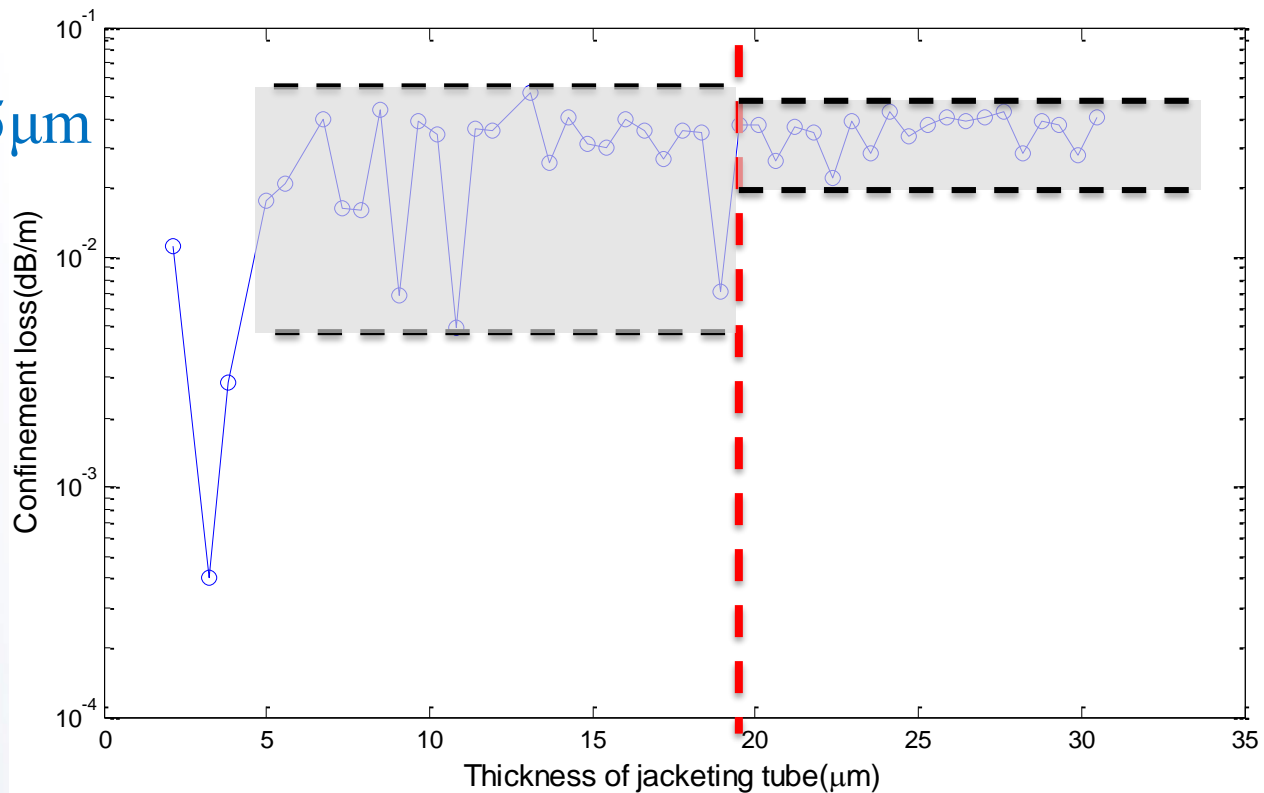 μm
Confinement loss(dB/m)
10^-1
10^-2
10^-3
10^-4
0 5 10 15 20 25 30 35
Thickness of jacketing tube(μm)